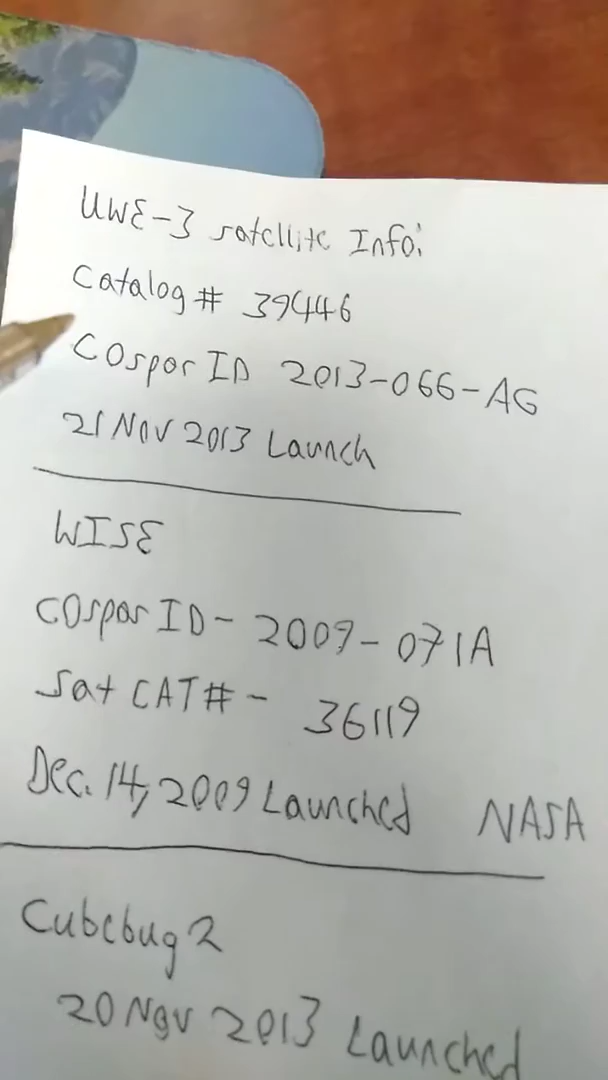 UWE-3 satellite Info:
Catalog # 39446
COspar ID 2013-066-AG
21 Nov 2013 Launch
WISE
COspar ID - 2009-071A
Sat CAT # - 36119
Dec. 14, 2009 Launched NASA
Cubebug 2
20 Nov 2013 Launched